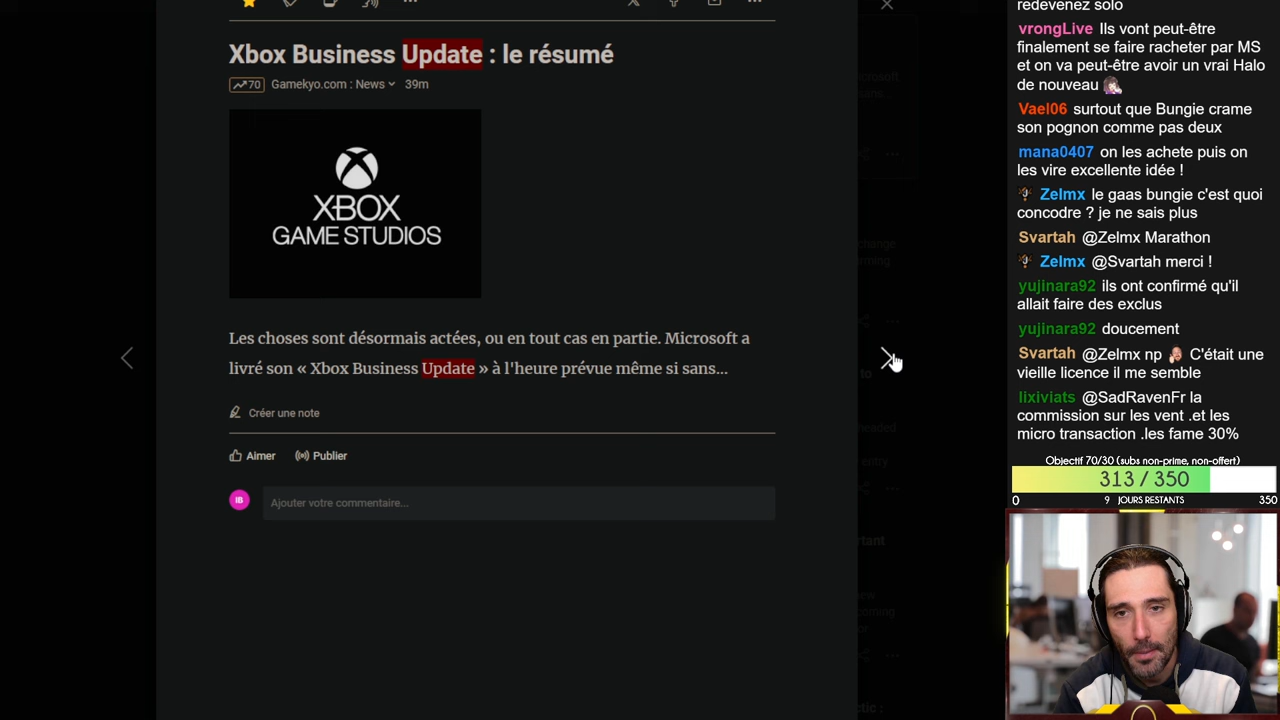 Xbox Business Update : le résumé
70 Gamekyo.com : News 39m
XBOX
GAME STUDIOS
Les choses sont désormais actées, ou en tout cas en partie. Microsoft a
livré son « Xbox Business Update » à l'heure prévue même si sans...
Créer une note
Aimer Publier
IB Ajouter votre commentaire...
redevenez solo
vrongLive Ils vont peut-être
finalement se faire racheter par MS
et on va peut-être avoir un vrai Halo
de nouveau
Vael06 surtout que Bungie crame
son pognon comme pas deux
mana0407 on les achete puis on
les vire excellente idée !
Zelmx le gaas bungie c'est quoi
concodre ? je ne sais plus
Svartah @Zelmx Marathon
Zelmx @Svartah merci !
yujinara92 ils ont confirmé qu'il
allait faire des exclus
yujinara92 doucement
Svartah @Zelmx np C'était une
vieille licence il me semble
lixiviats @SadRavenFr la
commission sur les vent .et les
micro transaction .les fame 30%
Objectif 70/30 (subs non-prime, non-offert)
313 / 350
0 9 JOURS RESTANTS 350